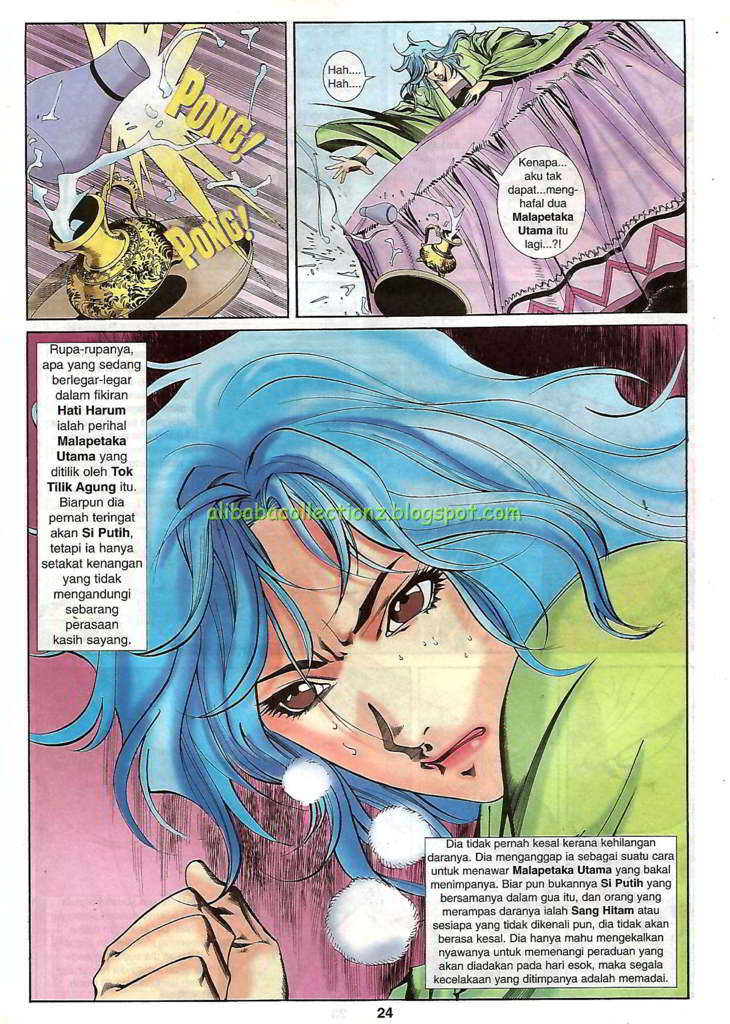 PONG!
PONG!
Hah....
Hah....
Kenapa...
aku tak
dapat...meng-
hafal dua
Malapetaka
Utama itu
lagi...?!
Rupa-rupanya,
apa yang sedang
berlegar-legar
dalam fikiran
Hati Harum
ialah perihal
Malapetaka
Utama yang
ditilik oleh Tok
Tilik Agung itu.
Biarpun dia
pernah teringat
akan Si Putih,
tetapi ia hanya
setakat kenangan
yang tidak
mengandungi
sebarang
perasaan
kasih sayang.
alibabacollectionz.blogspot.com
Dia tidak pernah kesal kerana kehilangan
daranya. Dia menganggap ia sebagai suatu cara
untuk menawar Malapetaka Utama yang bakal
menimpanya. Biar pun bukannya Si Putih yang
bersamanya dalam gua itu, dan orang yang
merampas daranya ialah Sang Hitam atau
sesiapa yang tidak dikenali pun, dia tidak akan
berasa kesal. Dia hanya mahu mengekalkan
nyawanya untuk memenangi peraduan yang
akan diadakan pada hari esok, maka segala
kecelakaan yang ditimpanya adalah memadai.
24